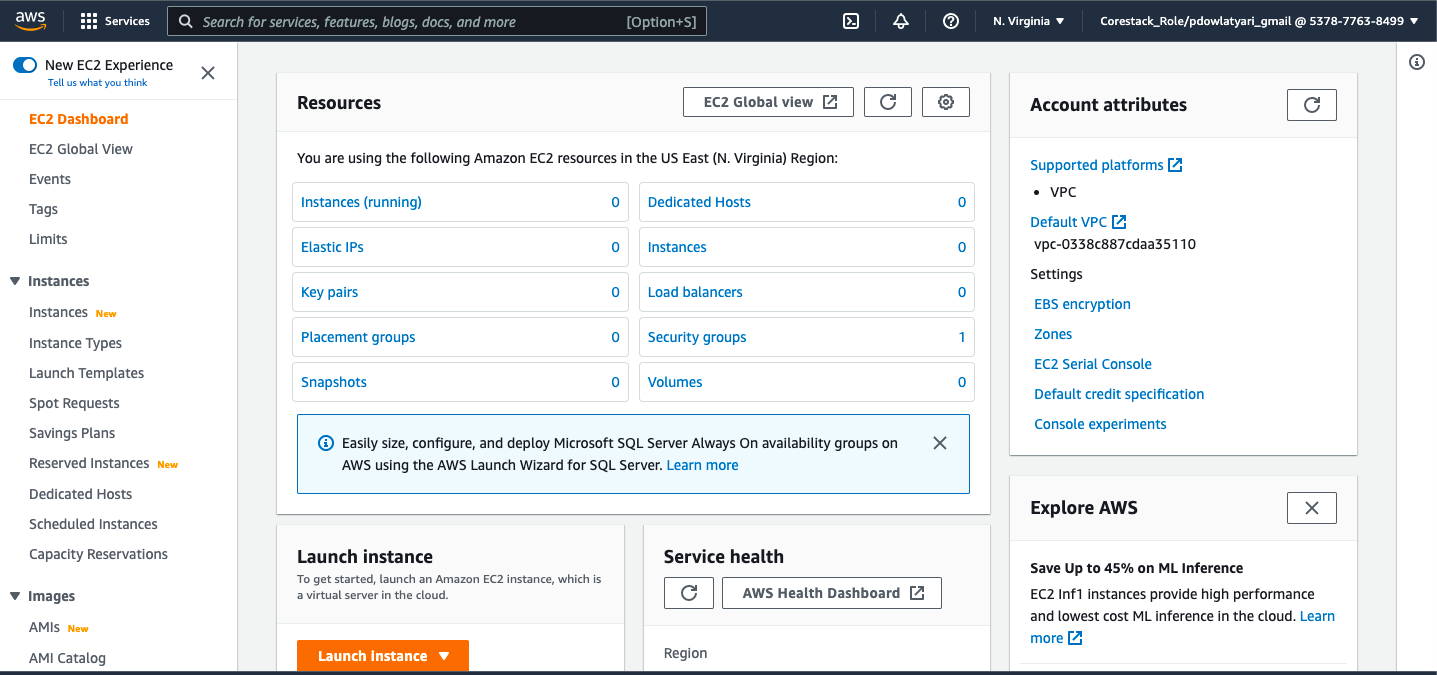 aws
Services
Search for services, features, blogs, docs, and more
[Option+S]
N. Virginia ▼
Corestack_Role/pdowlatyari_gmail @ 5378-7763-8499 ▼
New EC2 Experience
Tell us what you think
EC2 Dashboard
EC2 Global View
Events
Tags
Limits
Instances
Instances New
Instance Types
Launch Templates
Spot Requests
Savings Plans
Reserved Instances New
Dedicated Hosts
Scheduled Instances
Capacity Reservations
Images
AMIs New
AMI Catalog
Resources
EC2 Global view
You are using the following Amazon EC2 resources in the US East (N. Virginia) Region:
Instances (running) 0
Dedicated Hosts 0
Elastic IPs 0
Instances 0
Key pairs 0
Load balancers 0
Placement groups 0
Security groups 1
Snapshots 0
Volumes 0
Easily size, configure, and deploy Microsoft SQL Server Always On availability groups on
AWS using the AWS Launch Wizard for SQL Server. Learn more
Launch instance
To get started, launch an Amazon EC2 instance, which is
a virtual server in the cloud.
Launch instance ▼
Service health
AWS Health Dashboard
Region
Account attributes
Supported platforms
• VPC
Default VPC
vpc-0338c887cdaa35110
Settings
EBS encryption
Zones
EC2 Serial Console
Default credit specification
Console experiments
Explore AWS
Save Up to 45% on ML Inference
EC2 Inf1 instances provide high performance
and lowest cost ML inference in the cloud. Learn
more